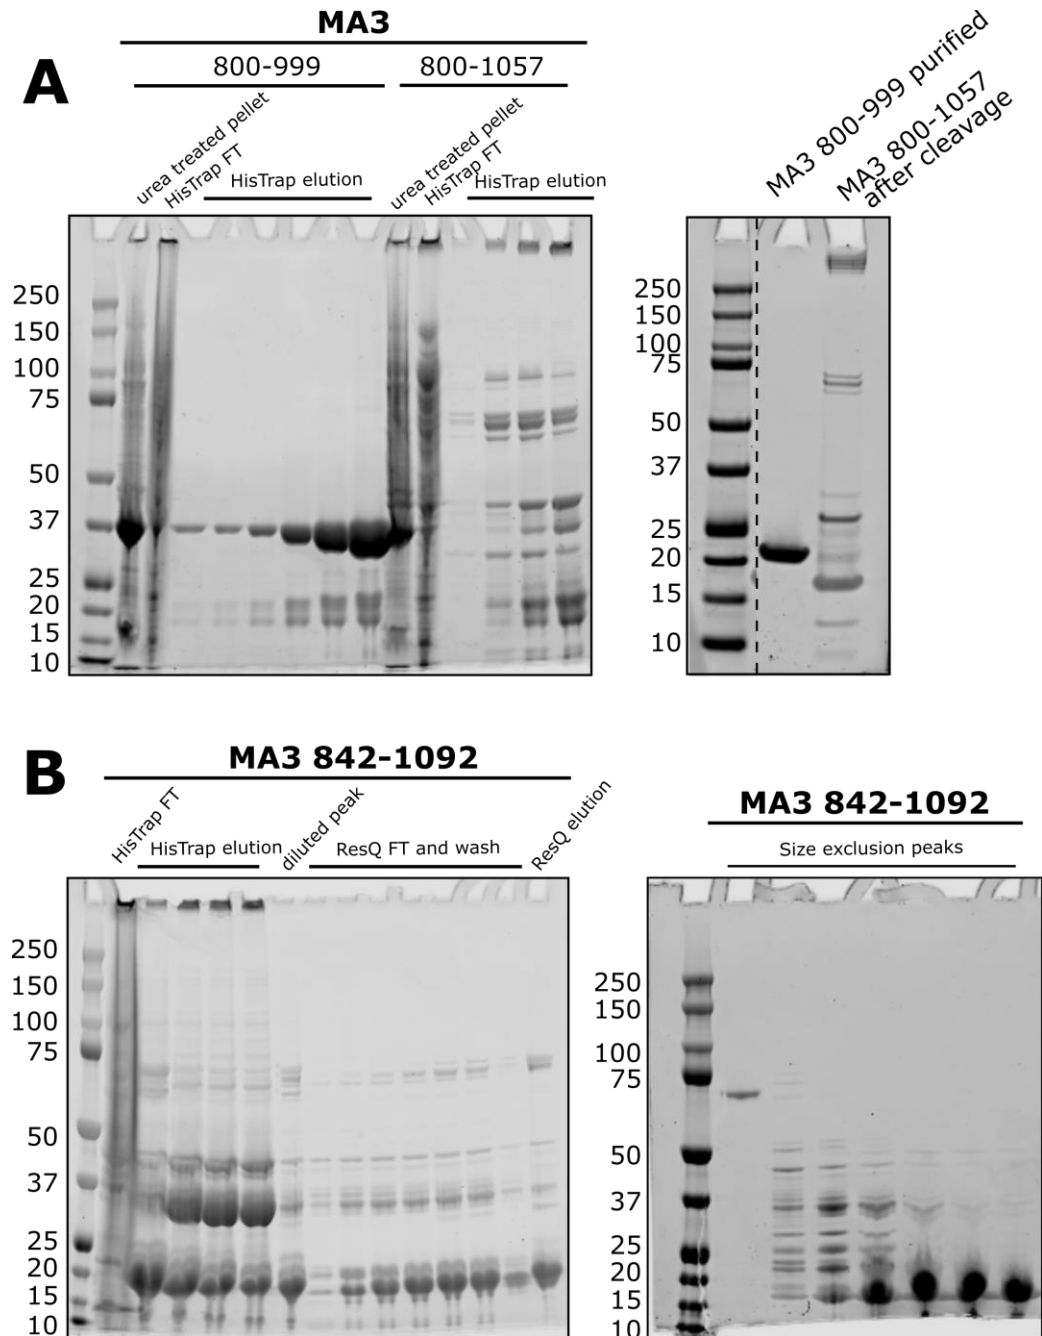 MA3
A
800-999
800-1057
urea treated pellet
HisTrap FT
HisTrap elution
urea treated pellet
HisTrap FT
HisTrap elution
250
150
100
75
50
37
25
20
15
10
MA3 800-999 purified
MA3 800-1057
after cleavage
250
150
100
75
50
37
25
20
15
10
B
MA3 842-1092
HisTrap FT
HisTrap elution
diluted peak
ResQ FT and wash
ResQ elution
250
150
100
75
50
37
25
20
15
10
MA3 842-1092
Size exclusion peaks
250
150
100
75
50
37
25
20
15
10